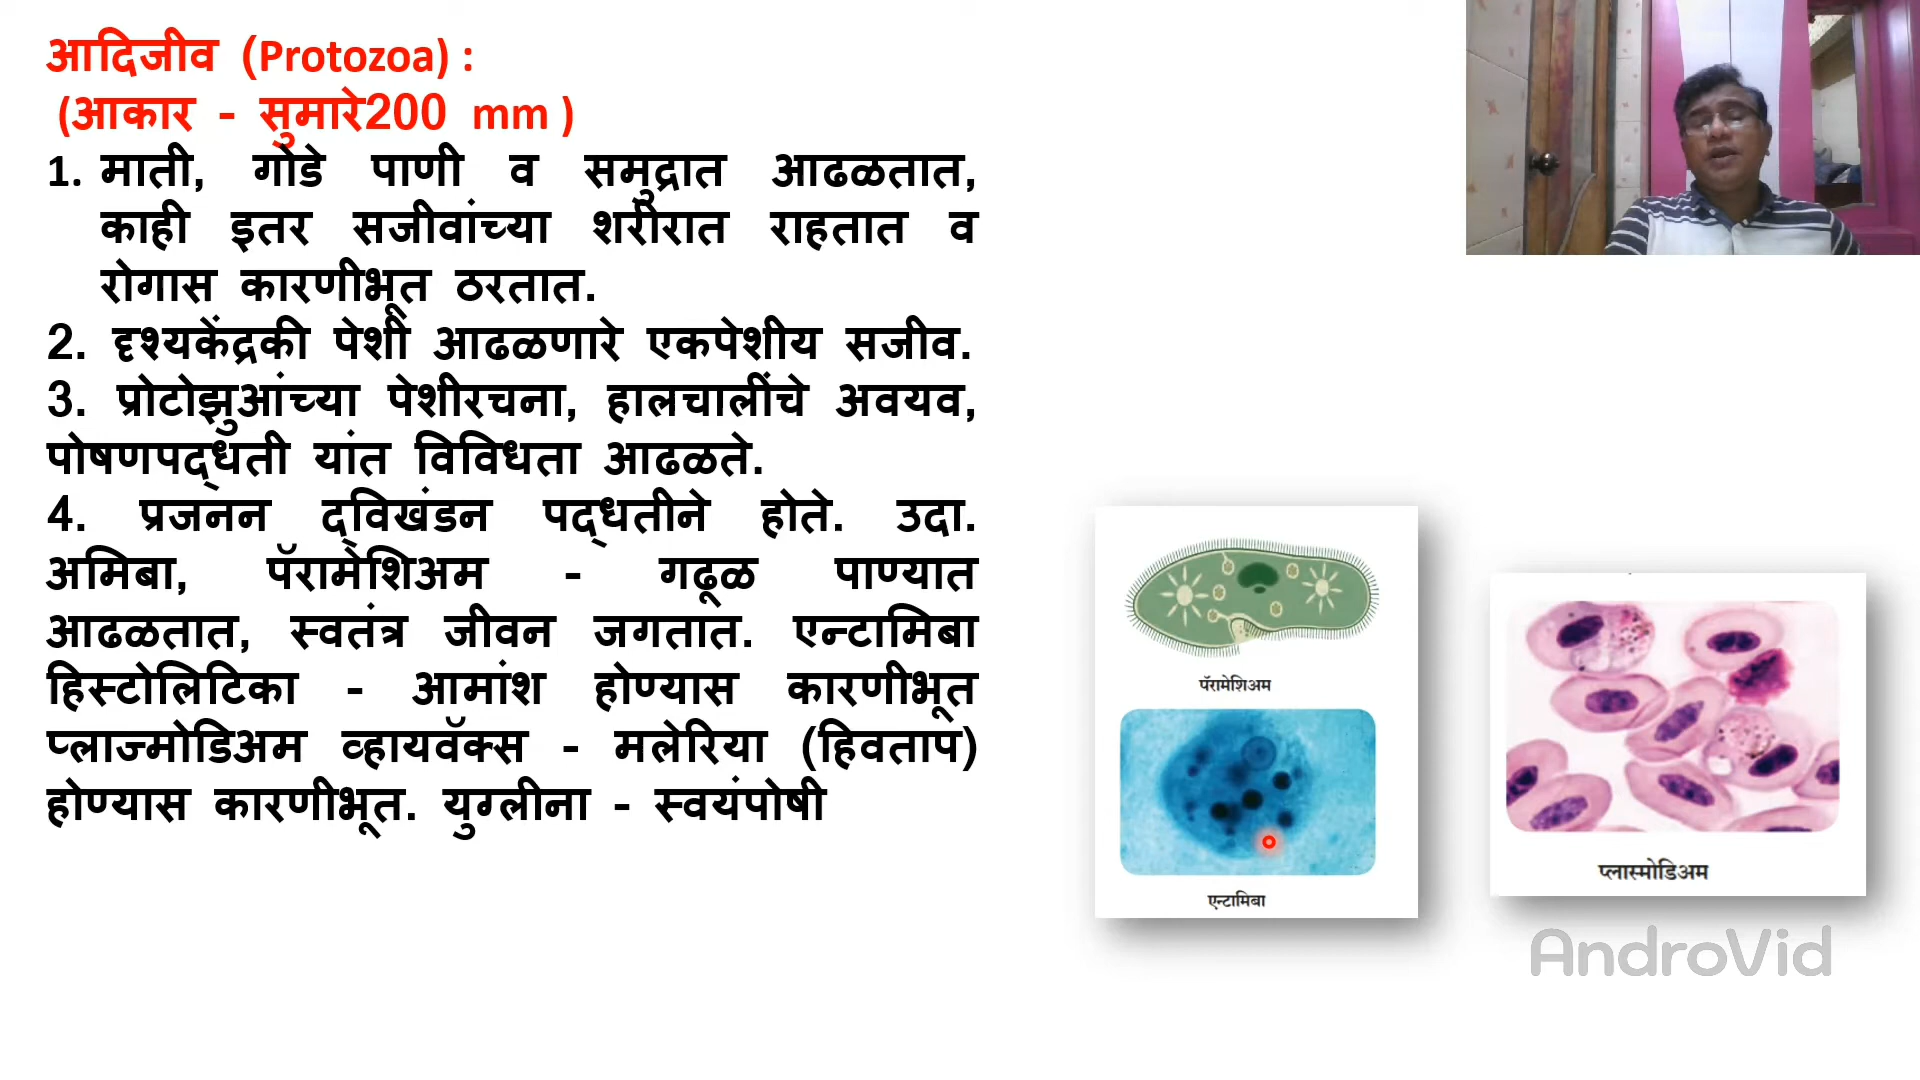 आदिजीव (Protozoa) :
(आकार - सुमारे200 mm )
1. माती, गोडे पाणी व समुद्रात आढळतात,
काही इतर सजीवांच्या शरीरात राहतात व
रोगास कारणीभूत ठरतात.
2. दृश्यकेंद्रकी पेशी आढळणारे एकपेशीय सजीव.
3. प्रोटोझुआंच्या पेशीरचना, हालचालींचे अवयव,
पोषणपद्धती यांत विविधता आढळते.
4. प्रजनन द्विखंडन पद्धतीने होते. उदा.
अमिबा, पॅरामेशिअम - गढूळ पाण्यात
आढळतात, स्वतंत्र जीवन जगतात. एन्टामिबा
हिस्टोलिटिका - आमांश होण्यास कारणीभूत
प्लाज्मोडिअम व्हायवॅक्स - मलेरिया (हिवताप)
होण्यास कारणीभूत. युग्लीना - स्वयंपोषी
पॅरामेशिअम
एन्टामिबा
प्लास्मोडिअम
AndroVid